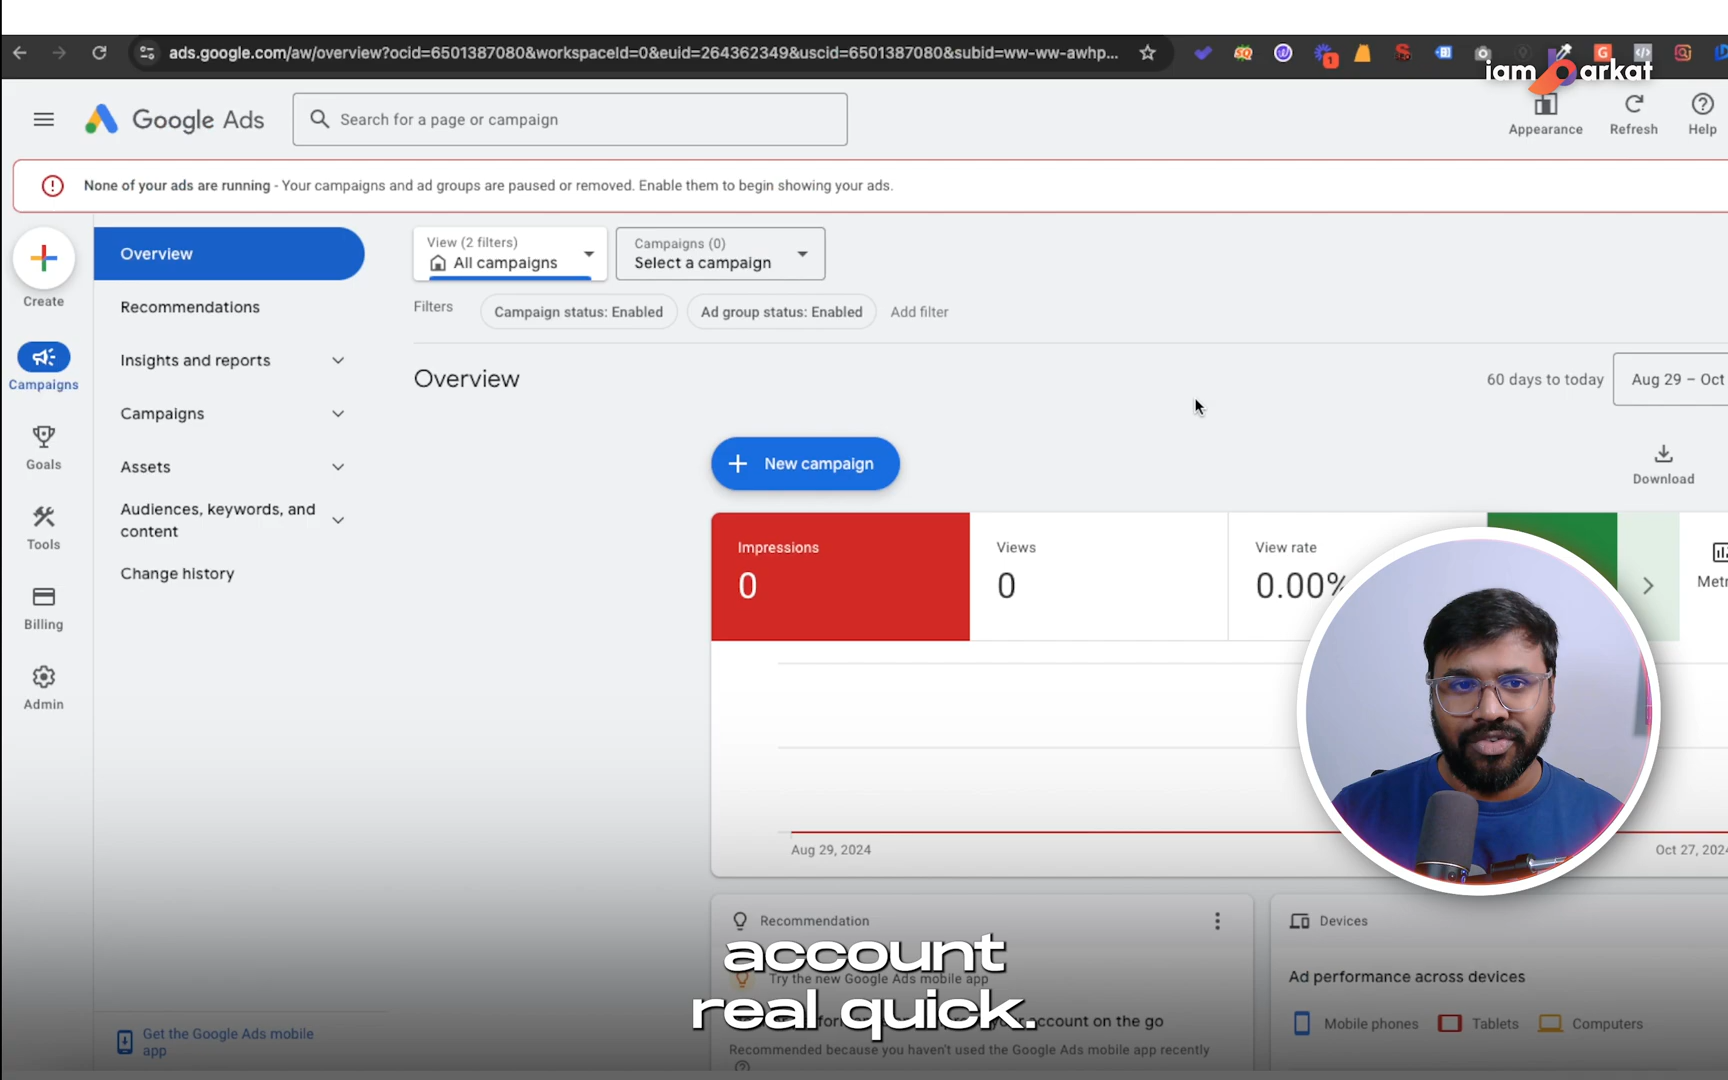 ads.google.com/aw/overview?ocid=6501387080&workspaceId=0&euid=264362349&uscid=6501387080&subid=ww-ww-awhp...
1
iam barkat
Google Ads
Search for a page or campaign
Appearance
Refresh
Help
None of your ads are running - Your campaigns and ad groups are paused or removed. Enable them to begin showing your ads.
Create
Campaigns
Goals
Tools
Billing
Admin
Overview
Recommendations
Insights and reports
Campaigns
Assets
Audiences, keywords, and
content
Change history
Get the Google Ads mobile
app
View (2 filters)
All campaigns
Campaigns (0)
Select a campaign
Filters
Campaign status: Enabled
Ad group status: Enabled
Add filter
Overview
60 days to today
Aug 29 – Oct
New campaign
Download
Impressions
0
Views
0
View rate
0.00%
Metr
Aug 29, 2024
Oct 27, 2024
Recommendation
Try the new Google Ads mobile app
account on the go
Recommended because you haven't used the Google Ads mobile app recently
Devices
Ad performance across devices
Mobile phones
Tablets
Computers
account
real quick.